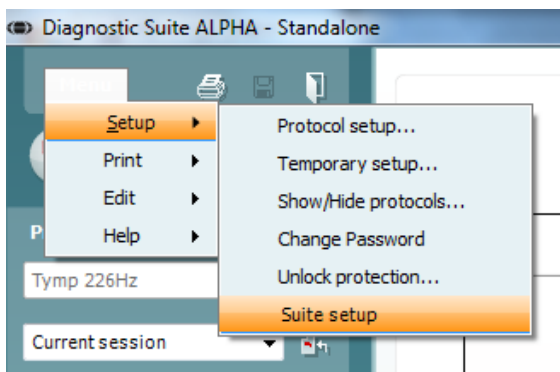 Diagnostic Suite ALPHA - Standalone
Menu
Setup
Protocol setup...
Print
Temporary setup...
Edit
Show/Hide protocols...
Help
Change Password
P
Unlock protection...
Tymp 226Hz
Suite setup
Current session